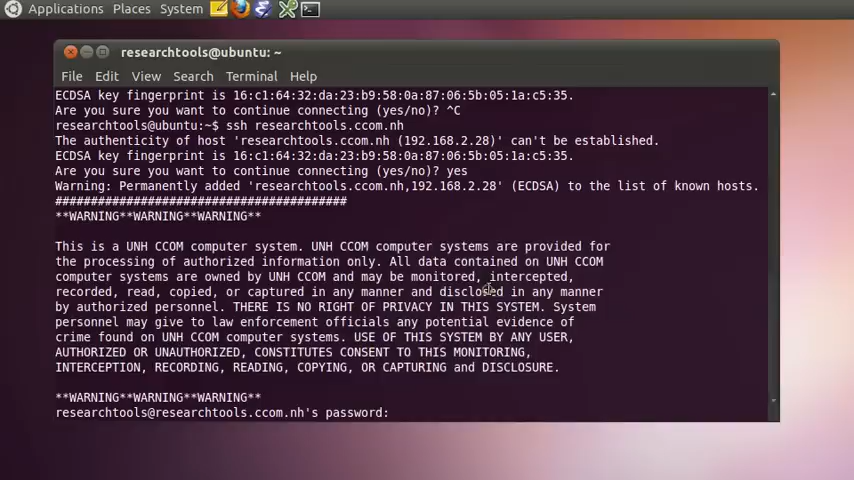 Applications Places System
researchtools@ubuntu: ~
File Edit View Search Terminal Help
ECDSA key fingerprint is 16:c1:64:32:da:23:b9:58:0a:87:06:5b:05:1a:c5:35.
Are you sure you want to continue connecting (yes/no)? ^C
researchtools@ubuntu:~$ ssh researchtools.ccom.nh
The authenticity of host 'researchtools.ccom.nh (192.168.2.28)' can't be established.
ECDSA key fingerprint is 16:c1:64:32:da:23:b9:58:0a:87:06:5b:05:1a:c5:35.
Are you sure you want to continue connecting (yes/no)? yes
Warning: Permanently added 'researchtools.ccom.nh,192.168.2.28' (ECDSA) to the list of known hosts.
#########################################
**WARNING**WARNING**WARNING**
This is a UNH CCOM computer system. UNH CCOM computer systems are provided for
the processing of authorized information only. All data contained on UNH CCOM
computer systems are owned by UNH CCOM and may be monitored, intercepted,
recorded, read, copied, or captured in any manner and disclosed in any manner
by authorized personnel. THERE IS NO RIGHT OF PRIVACY IN THIS SYSTEM. System
personnel may give to law enforcement officials any potential evidence of
crime found on UNH CCOM computer systems. USE OF THIS SYSTEM BY ANY USER,
AUTHORIZED OR UNAUTHORIZED, CONSTITUTES CONSENT TO THIS MONITORING,
INTERCEPTION, RECORDING, READING, COPYING, OR CAPTURING and DISCLOSURE.
**WARNING**WARNING**WARNING**
researchtools@researchtools.ccom.nh's password: